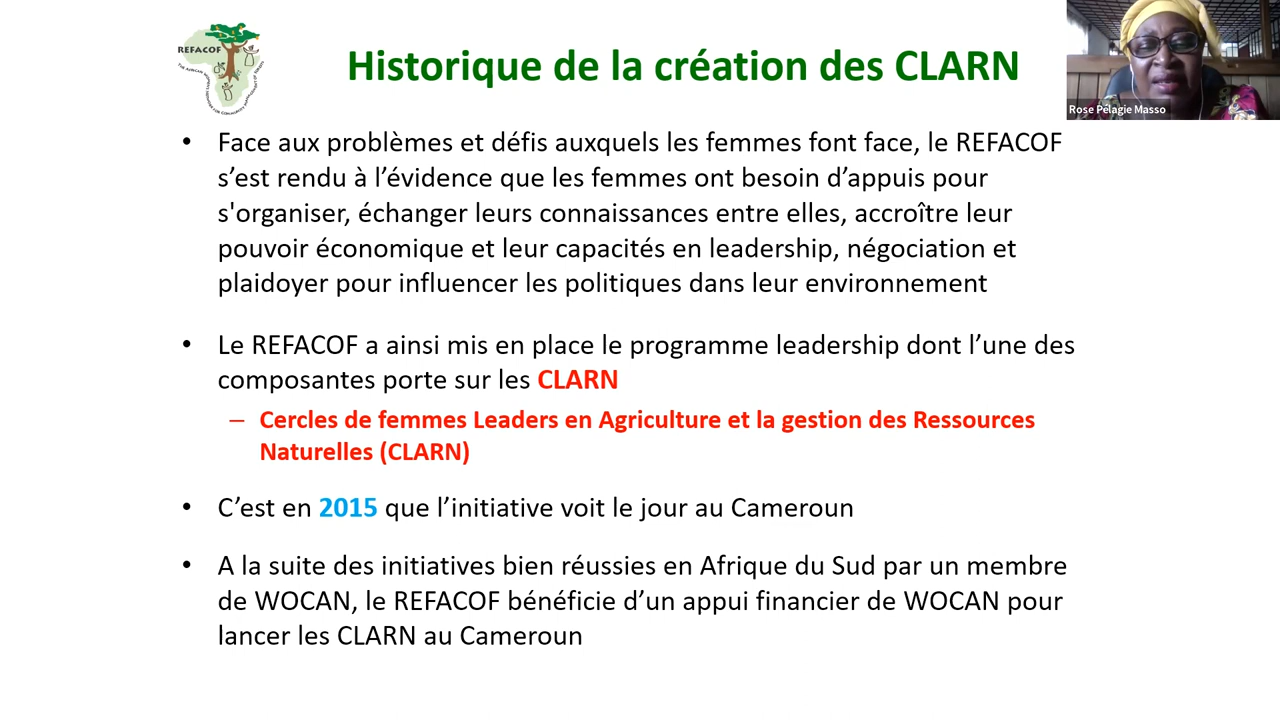 REFACOF
Historique de la création des CLARN
Rose Pélagie Masso
• Face aux problèmes et défis auxquels les femmes font face, le REFACOF
s’est rendu à l’évidence que les femmes ont besoin d’appuis pour
s'organiser, échanger leurs connaissances entre elles, accroître leur
pouvoir économique et leur capacités en leadership, négociation et
plaidoyer pour influencer les politiques dans leur environnement
• Le REFACOF a ainsi mis en place le programme leadership dont l’une des
composantes porte sur les CLARN
– Cercles de femmes Leaders en Agriculture et la gestion des Ressources
Naturelles (CLARN)
• C’est en 2015 que l’initiative voit le jour au Cameroun
• A la suite des initiatives bien réussies en Afrique du Sud par un membre
de WOCAN, le REFACOF bénéficie d’un appui financier de WOCAN pour
lancer les CLARN au Cameroun